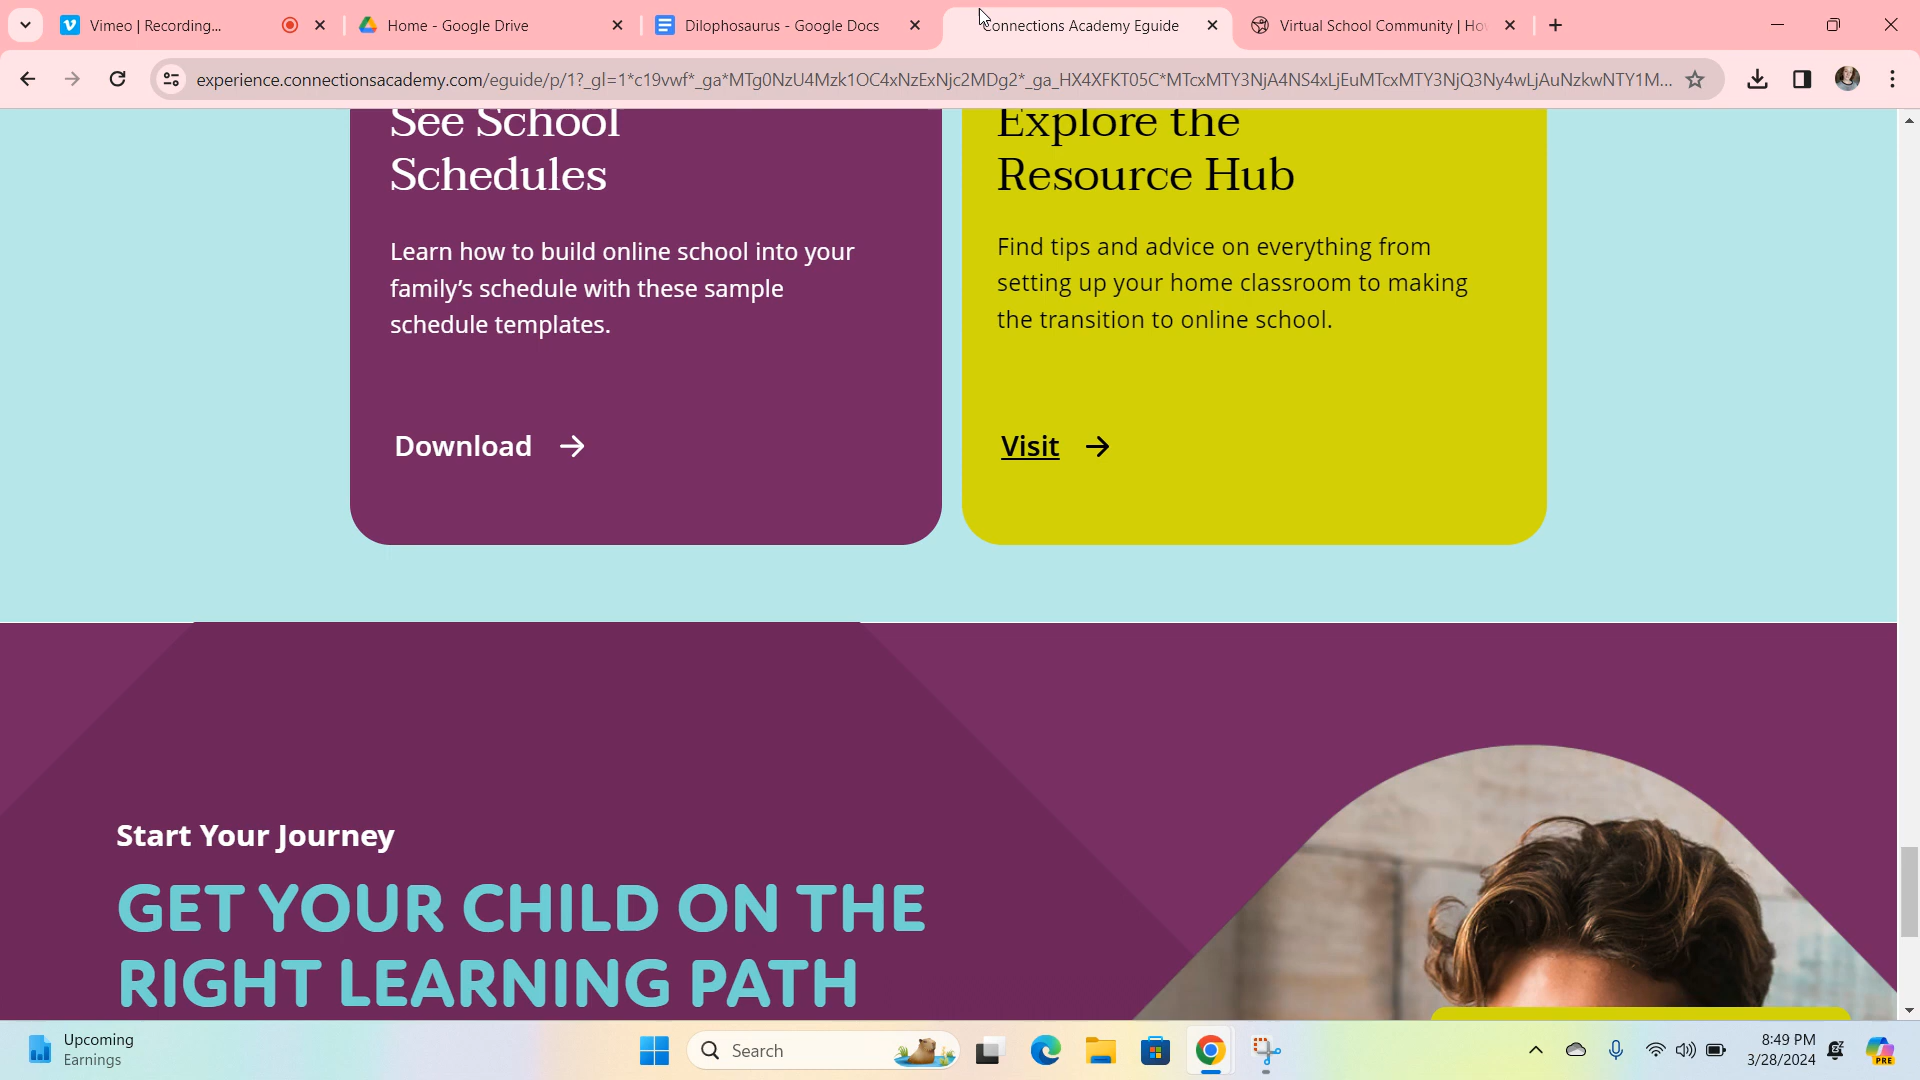 Vimeo | Recording...
Home - Google Drive
Dilophosaurus - Google Docs
Connections Academy Eguide
Virtual School Community | Ho
experience.connectionsacademy.com/eguide/p/1?_gl=1*c19vwf*_ga*MTg0NzU4Mzk1OC4xNzExNjc2MDg2*_ga_HX4XFKT05C*MTcxMTY3NjA4NS4xLjEuMTcxMTY3NjQ3Ny4wLjAuNzkwNTY1M...
See School
Schedules
Learn how to build online school into your
family’s schedule with these sample
schedule templates.
Download
Explore the
Resource Hub
Find tips and advice on everything from
setting up your home classroom to making
the transition to online school.
Visit
Start Your Journey
GET YOUR CHILD ON THE
RIGHT LEARNING PATH
Upcoming
Earnings
Search
8:49 PM
3/28/2024
PRE